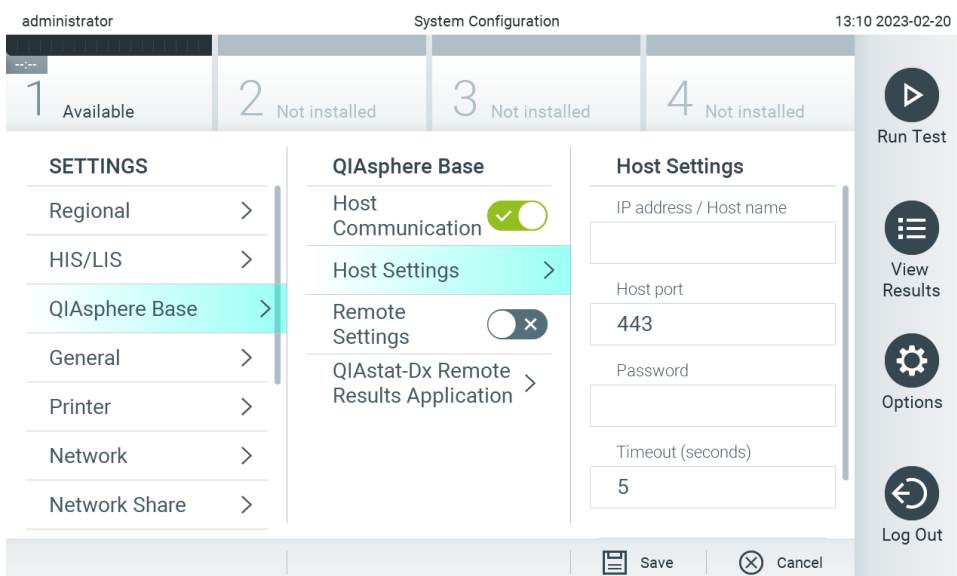 administrator
System Configuration
13:10 2023-02-20
--:--
1 Available
2 Not installed
3 Not installed
4 Not installed
Run Test
View
Results
Options
Log Out
SETTINGS
Regional
HIS/LIS
QIAsphere Base
General
Printer
Network
Network Share
QIAsphere Base
Host
Communication
Host Settings
Remote
Settings
QIAstat-Dx Remote
Results Application
Host Settings
IP address / Host name
Host port
443
Password
Timeout (seconds)
5
Save
Cancel